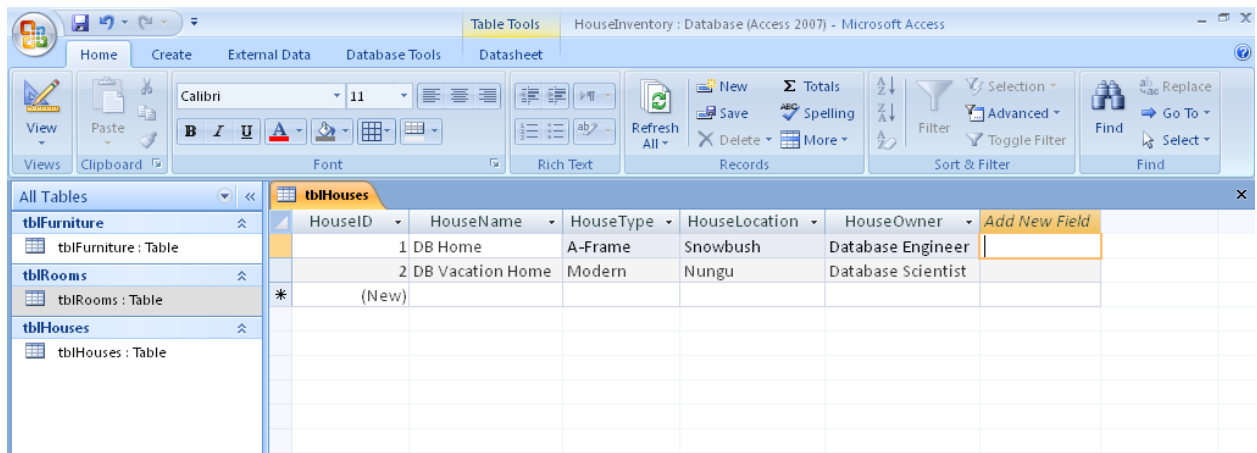 Table Tools HouseInventory : Database (Access 2007) - Microsoft Access
Home Create External Data Database Tools Datasheet
View
Views
Paste
Clipboard
Calibri 11
B I U A
Font
ab
Rich Text
Refresh All
New Σ Totals
Save ABC Spelling
Delete More
Records
A Z
Z A
A Z
Filter
Selection
Advanced
Toggle Filter
Sort & Filter
Find
ab ac Replace
Go To
Select
Find
All Tables «
tblFurniture
tblFurniture : Table
tblRooms
tblRooms : Table
tblHouses
tblHouses : Table
tblHouses x
HouseID HouseName HouseType HouseLocation HouseOwner Add New Field
1 DB Home A-Frame Snowbush Database Engineer
2 DB Vacation Home Modern Nungu Database Scientist
* (New)